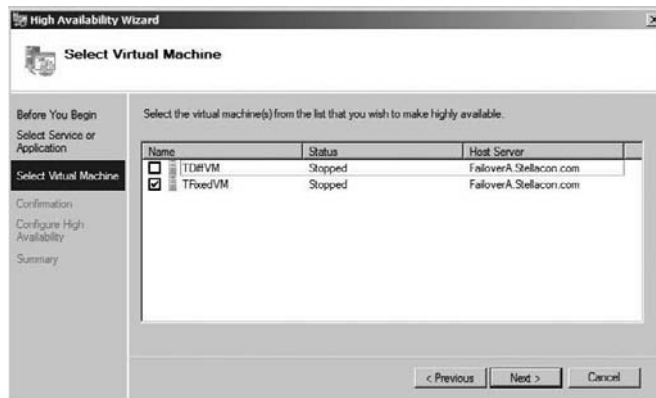 High Availability Wizard
Select Virtual Machine
Before You Begin
Select Service or
Application
Select Virtual Machine
Confirmation
Configure High
Availability
Summary
Select the virtual machine(s) from the list that you wish to make highly available.
Name Status Host Server
TDiffVM Stopped FailoverA.Stellacon.com
TFixedVM Stopped FailoverA.Stellacon.com
< Previous Next > Cancel